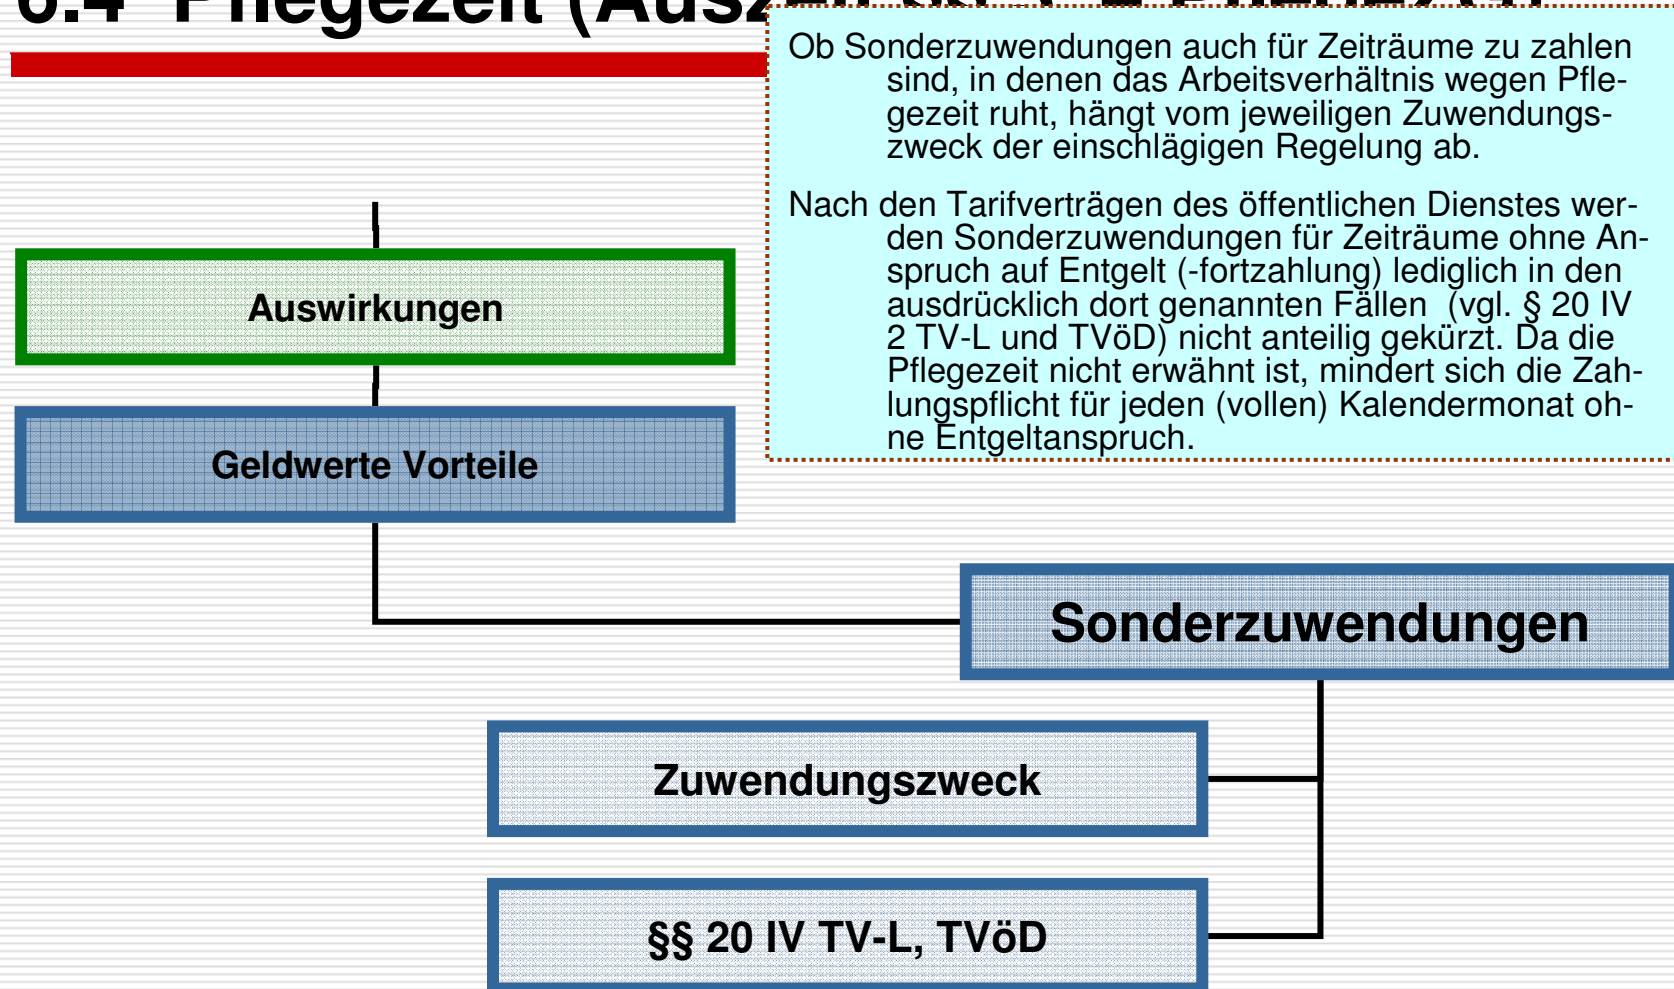 6.4 Pflegezeit
Ob Sonderzuwendungen auch für Zeiträume zu zahlen
sind, in denen das Arbeitsverhältnis wegen Pfle-
gezeit ruht, hängt vom jeweiligen Zuwendungs-
zweck der einschlägigen Regelung ab.
Nach den Tarifverträgen des öffentlichen Dienstes wer-
den Sonderzuwendungen für Zeiträume ohne An-
spruch auf Entgelt (-fortzahlung) lediglich in den
ausdrücklich dort genannten Fällen (vgl. § 20 IV
2 TV-L und TVöD) nicht anteilig gekürzt. Da die
Pflegezeit nicht erwähnt ist, mindert sich die Zah-
lungspflicht für jeden (vollen) Kalendermonat oh-
ne Entgeltanspruch.
Auswirkungen
Geldwerte Vorteile
Sonderzuwendungen
Zuwendungszweck
§§ 20 IV TV-L, TVöD